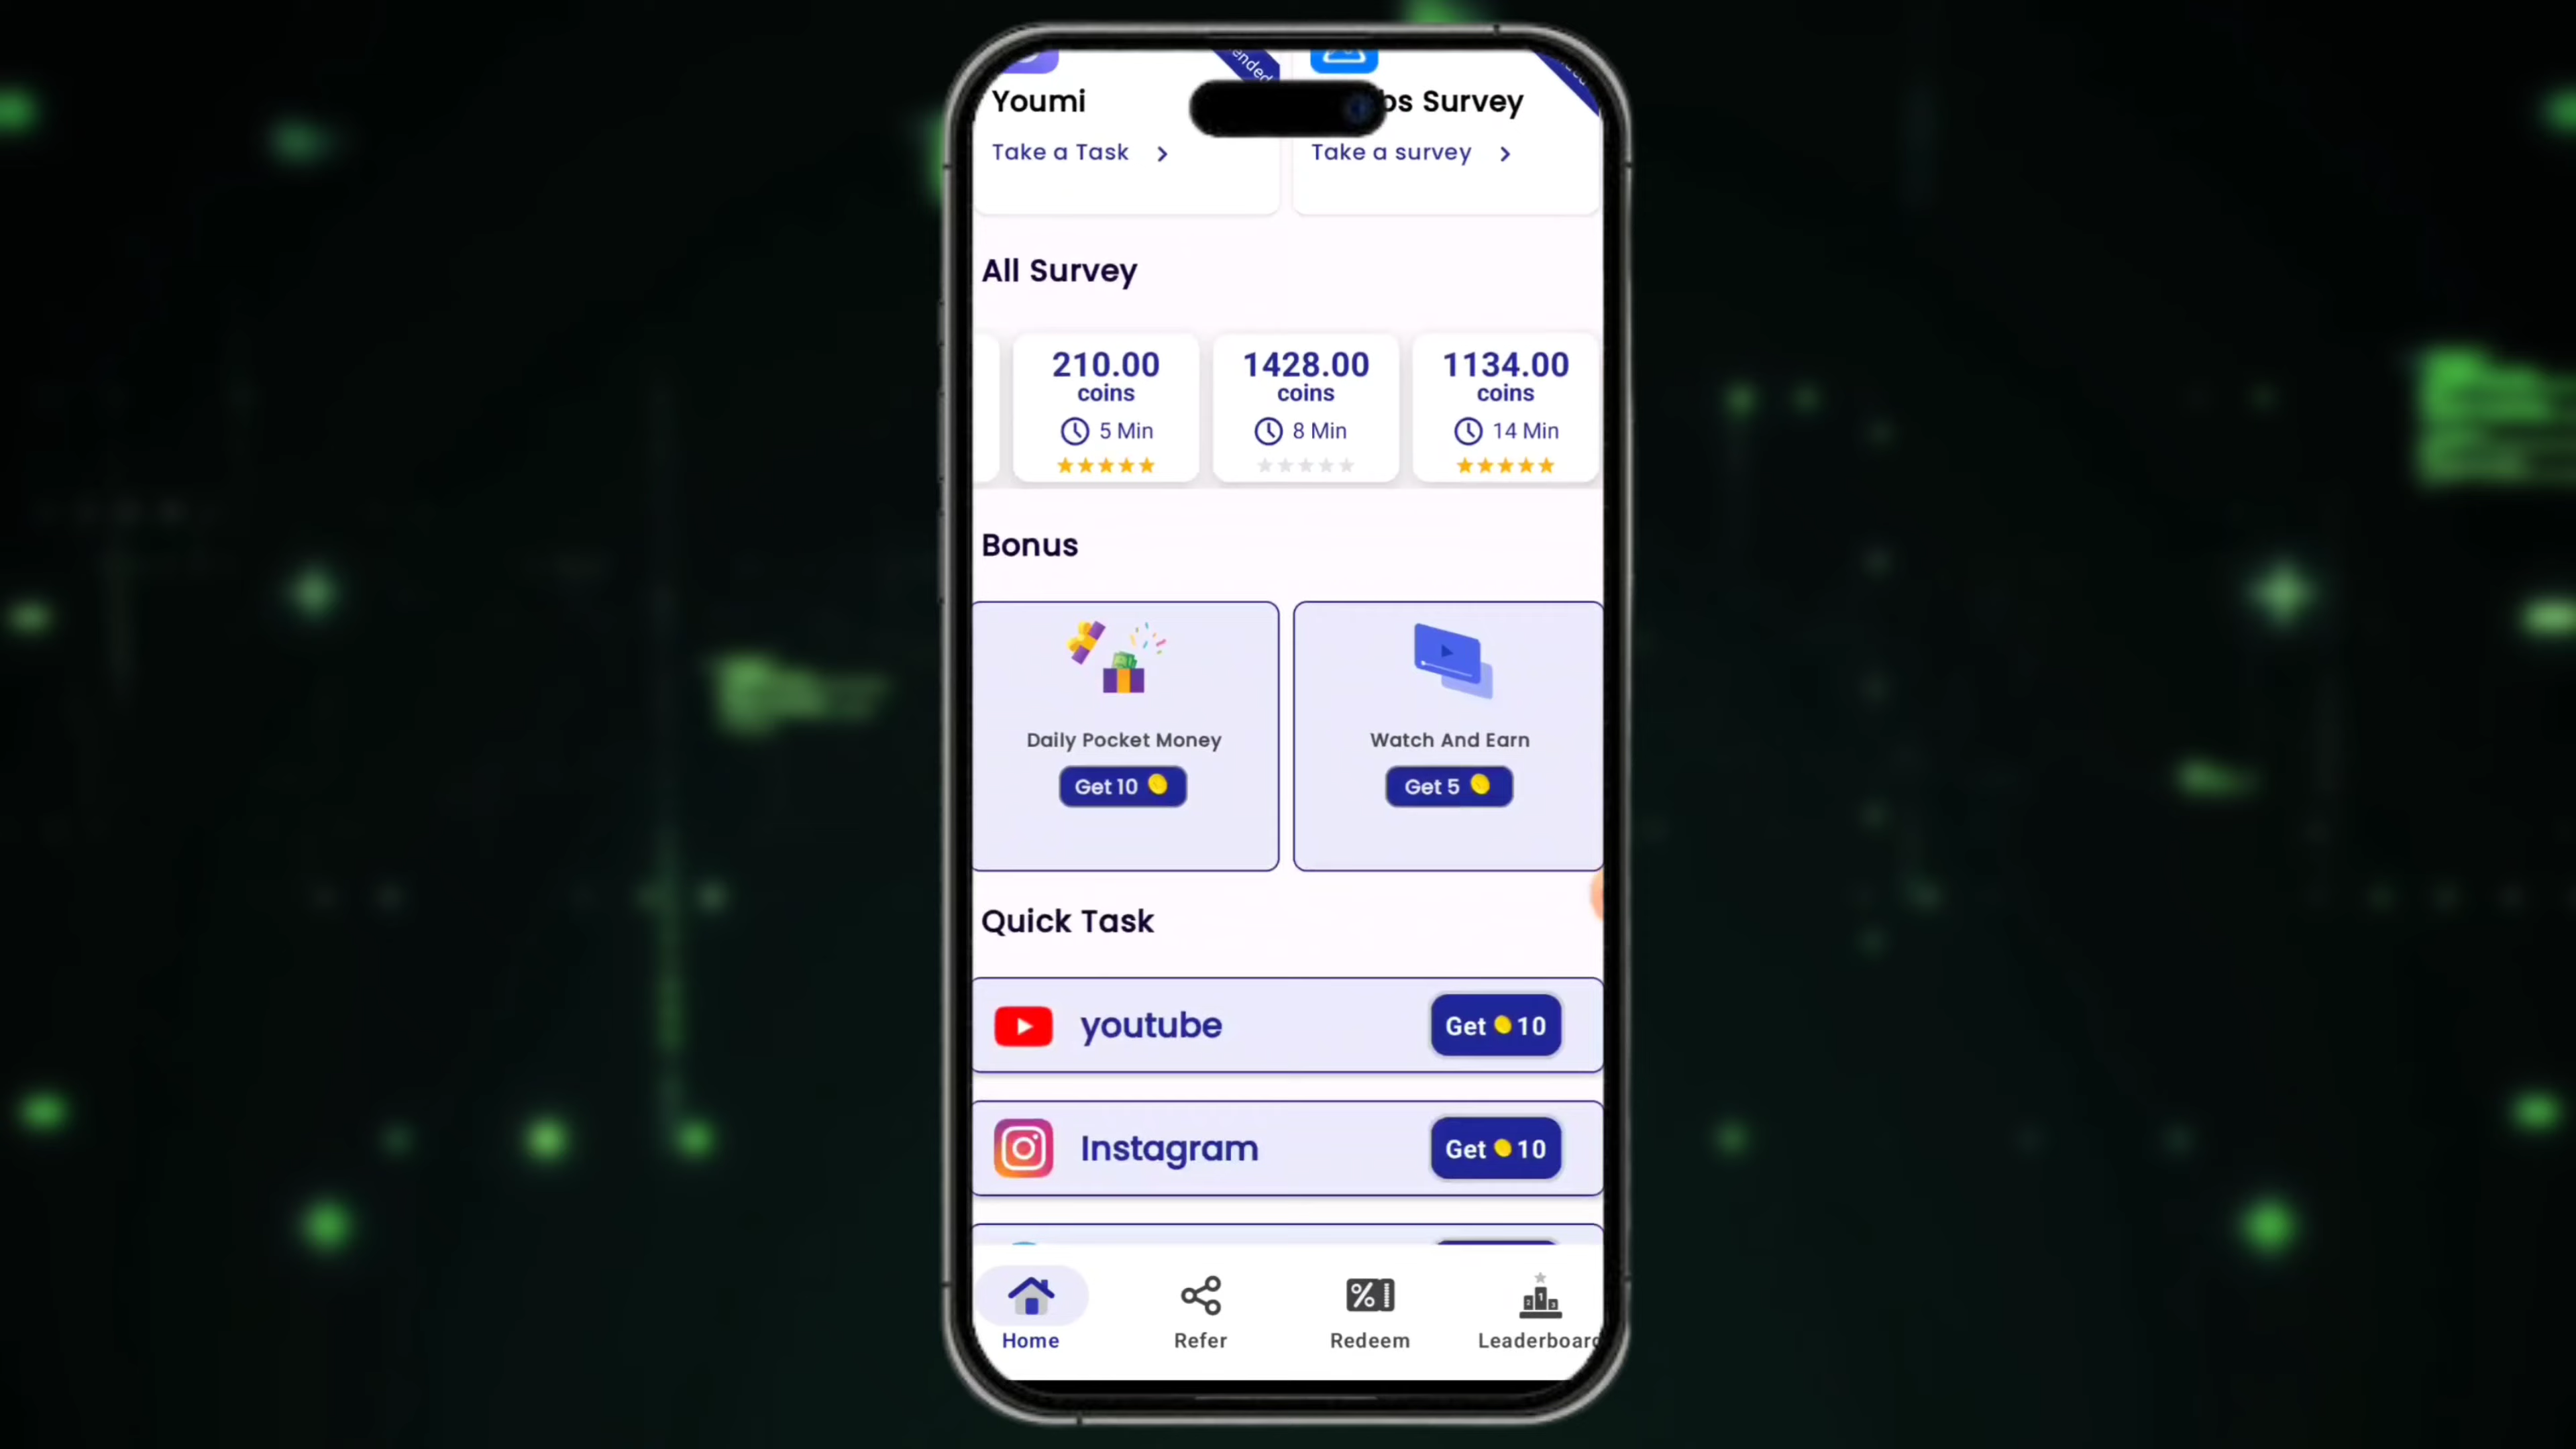 Youmi
bs Survey
Take a Task
Take a survey
All Survey
210.00
coins
5 Min
1428.00
coins
8 Min
1134.00
coins
14 Min
Bonus
Daily Pocket Money
Get 10
Watch And Earn
Get 5
Quick Task
youtube
Get 10
Instagram
Get 10
Home
Refer
Redeem
Leaderboard